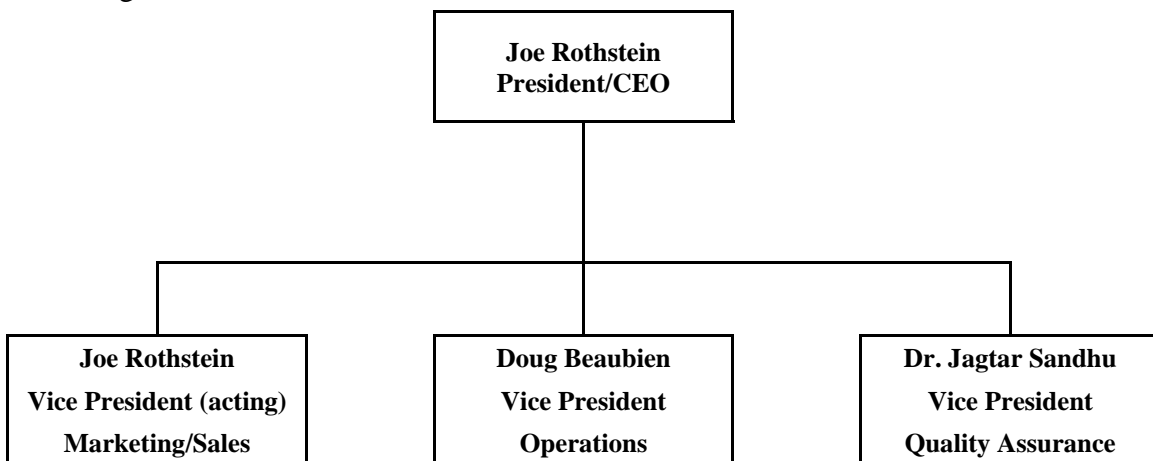 Joe Rothstein
President/CEO
Joe Rothstein
Vice President (acting)
Marketing/Sales
Doug Beaubien
Vice President
Operations
Dr. Jagtar Sandhu
Vice President
Quality Assurance